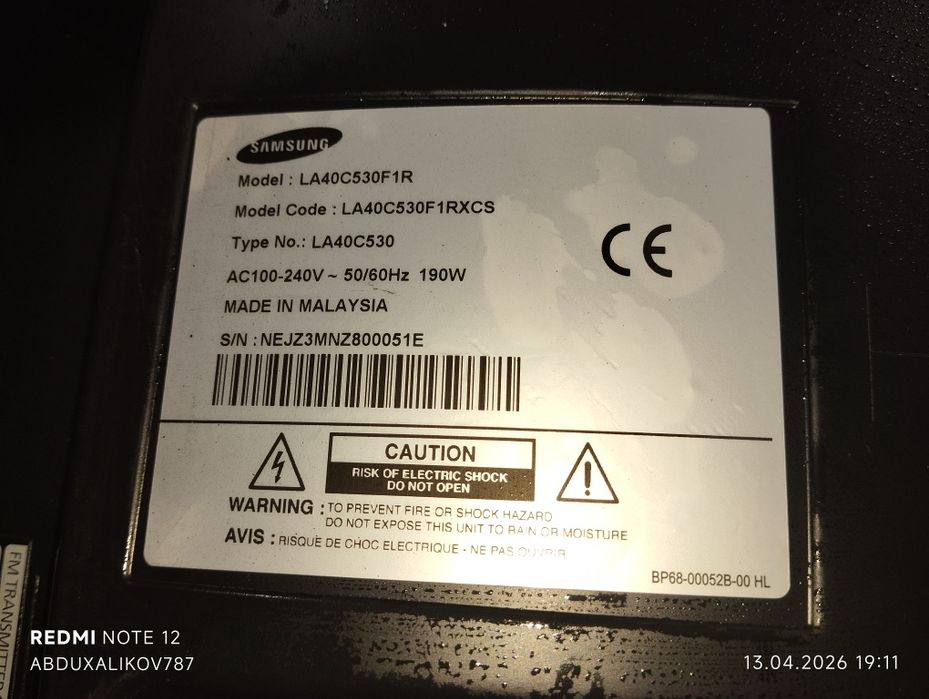 SAMSUNG
Model : LA40C530F1R
Model Code : LA40C530F1RXCS
Type No.: LA40C530
AC100-240V ~ 50/60Hz 190W
MADE IN MALAYSIA
S/N : NEJZ3MNZ800051E
CE
CAUTION
RISK OF ELECTRIC SHOCK
DO NOT OPEN
WARNING : TO PREVENT FIRE OR SHOCK HAZARD
DO NOT EXPOSE THIS UNIT TO RAIN OR MOISTURE
AVIS : RISQUE DE CHOC ELECTRIQUE - NE PAS OUVRIR
BP68-00052B-00 HL
FM TRANSMITTER
REDMI NOTE 12
ABDUXALIKOV787
13.04.2026 19:11